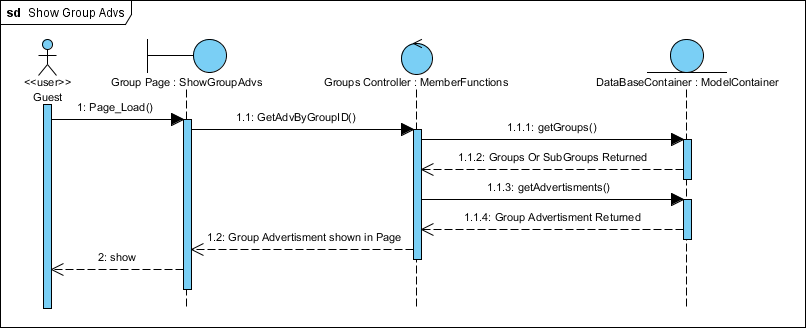 sd Show Group Advs
<<user>>
Guest
Group Page : ShowGroupAdvs
Groups Controller : MemberFunctions
DataBaseContainer : ModelContainer
1: Page_Load()
1.1: GetAdvByGroupID()
1.1.1: getGroups()
1.1.2: Groups Or SubGroups Returned
1.1.3: getAdvertisments()
1.1.4: Group Advertisment Returned
1.2: Group Advertisment shown in Page
2: show